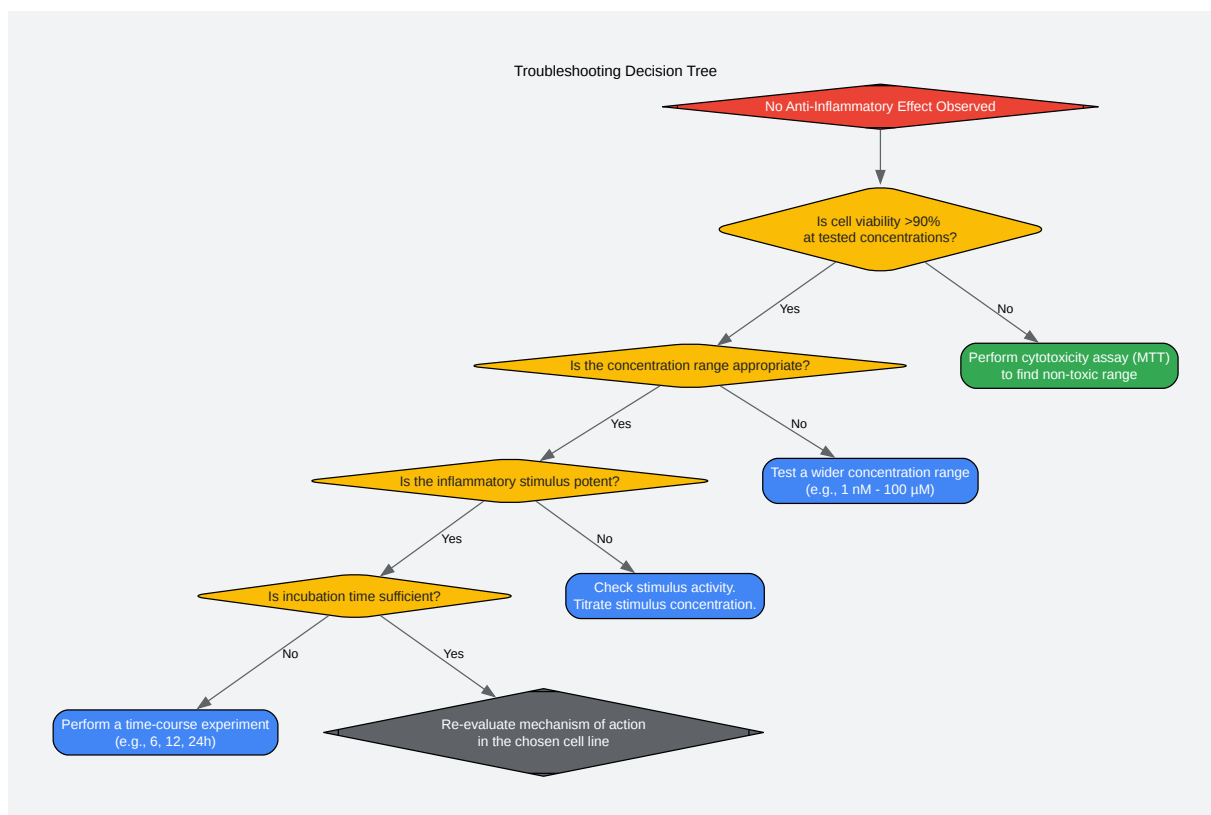 Troubleshooting Decision Tree
No Anti-Inflammatory Effect Observed
Is cell viability >90%
at tested concentrations?
Yes
No
Is the concentration range appropriate?
Perform cytotoxicity assay (MTT)
to find non-toxic range
Yes
No
Is the inflammatory stimulus potent?
Test a wider concentration range
(e.g., 1 nM - 100 µM)
Yes
No
Is incubation time sufficient?
Check stimulus activity.
Titrate stimulus concentration.
No
Yes
Perform a time-course experiment
(e.g., 6, 12, 24h)
Re-evaluate mechanism of action
in the chosen cell line